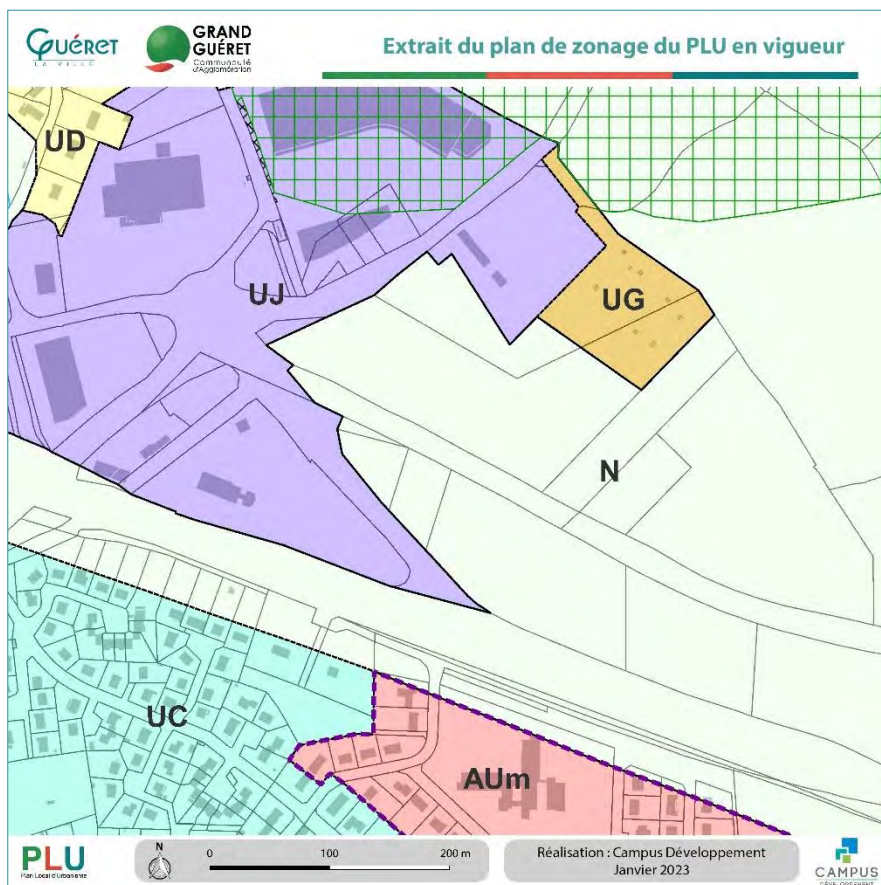 Guéret
LA VILLE
GRAND
GUÉRET
Communauté
d'Agglomération
Extrait du plan de zonage du PLU en vigueur
UD
UJ
UG
N
UC
AUm
PLU
Plan Local d'Urbanisme
N
0
100
200 m
Réalisation : Campus Développement
Janvier 2023
CAMPUS
DÉVELOPPEMENT